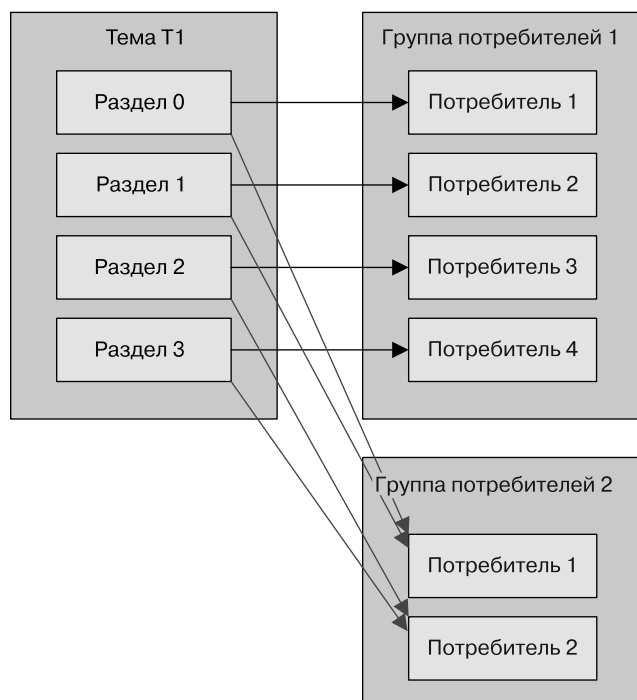 Тема T1
Раздел 0
Раздел 1
Раздел 2
Раздел 3
Группа потребителей 1
Потребитель 1
Потребитель 2
Потребитель 3
Потребитель 4
Группа потребителей 2
Потребитель 1
Потребитель 2